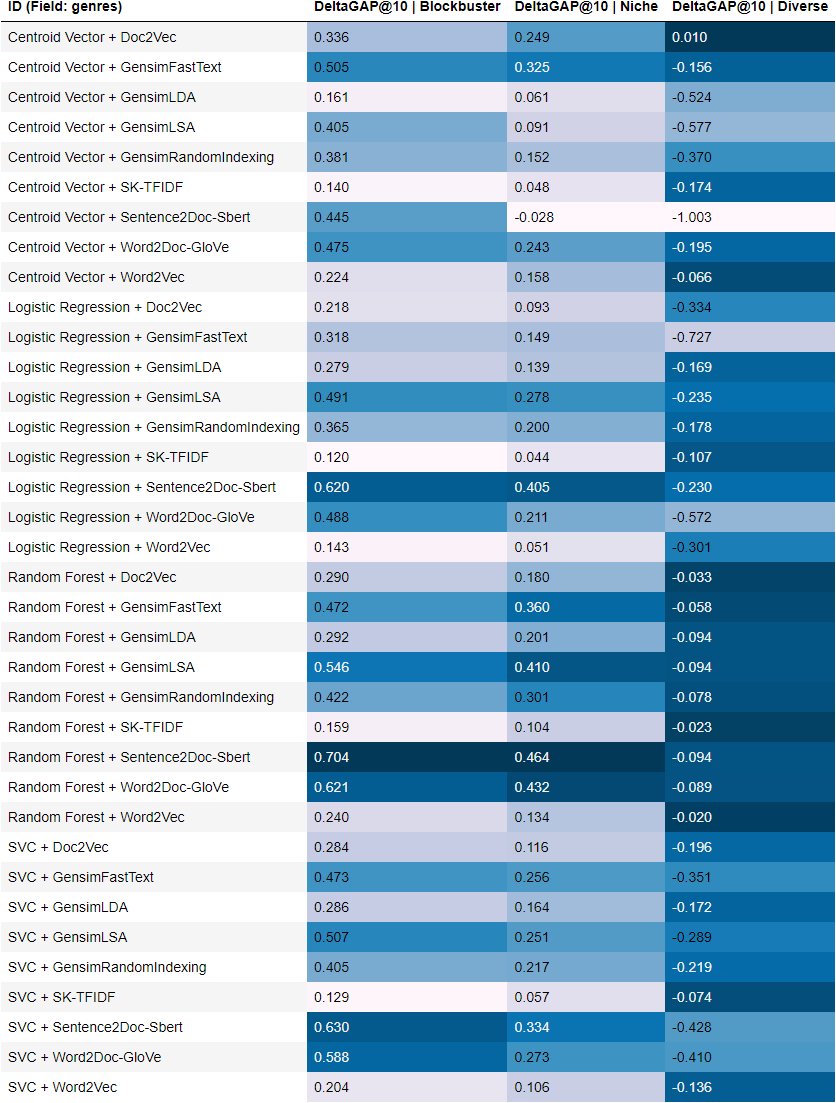 ID (Field: genres) DeltaGAP@10 | Blockbuster DeltaGAP@10 | Niche DeltaGAP@10 | Diverse
Centroid Vector + Doc2Vec 0.336 0.249 0.010
Centroid Vector + GensimFastText 0.505 0.325 -0.156
Centroid Vector + GensimLDA 0.161 0.061 -0.524
Centroid Vector + GensimLSA 0.405 0.091 -0.577
Centroid Vector + GensimRandomIndexing 0.381 0.152 -0.370
Centroid Vector + SK-TFIDF 0.140 0.048 -0.174
Centroid Vector + Sentence2Doc-Sbert 0.445 -0.028 -1.003
Centroid Vector + Word2Doc-GloVe 0.475 0.243 -0.195
Centroid Vector + Word2Vec 0.224 0.158 -0.066
Logistic Regression + Doc2Vec 0.218 0.093 -0.334
Logistic Regression + GensimFastText 0.318 0.149 -0.727
Logistic Regression + GensimLDA 0.279 0.139 -0.169
Logistic Regression + GensimLSA 0.491 0.278 -0.235
Logistic Regression + GensimRandomIndexing 0.365 0.200 -0.178
Logistic Regression + SK-TFIDF 0.120 0.044 -0.107
Logistic Regression + Sentence2Doc-Sbert 0.620 0.405 -0.230
Logistic Regression + Word2Doc-GloVe 0.488 0.211 -0.572
Logistic Regression + Word2Vec 0.143 0.051 -0.301
Random Forest + Doc2Vec 0.290 0.180 -0.033
Random Forest + GensimFastText 0.472 0.360 -0.058
Random Forest + GensimLDA 0.292 0.201 -0.094
Random Forest + GensimLSA 0.546 0.410 -0.094
Random Forest + GensimRandomIndexing 0.422 0.301 -0.078
Random Forest + SK-TFIDF 0.159 0.104 -0.023
Random Forest + Sentence2Doc-Sbert 0.704 0.464 -0.094
Random Forest + Word2Doc-GloVe 0.621 0.432 -0.089
Random Forest + Word2Vec 0.240 0.134 -0.020
SVC + Doc2Vec 0.284 0.116 -0.196
SVC + GensimFastText 0.473 0.256 -0.351
SVC + GensimLDA 0.286 0.164 -0.172
SVC + GensimLSA 0.507 0.251 -0.289
SVC + GensimRandomIndexing 0.405 0.217 -0.219
SVC + SK-TFIDF 0.129 0.057 -0.074
SVC + Sentence2Doc-Sbert 0.630 0.334 -0.428
SVC + Word2Doc-GloVe 0.588 0.273 -0.410
SVC + Word2Vec 0.204 0.106 -0.136